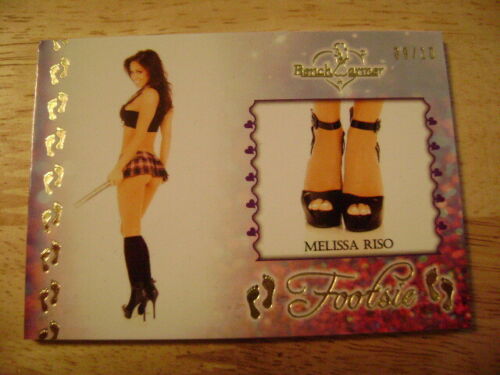 Bench Warmer
MELISSA RISO
Footsie